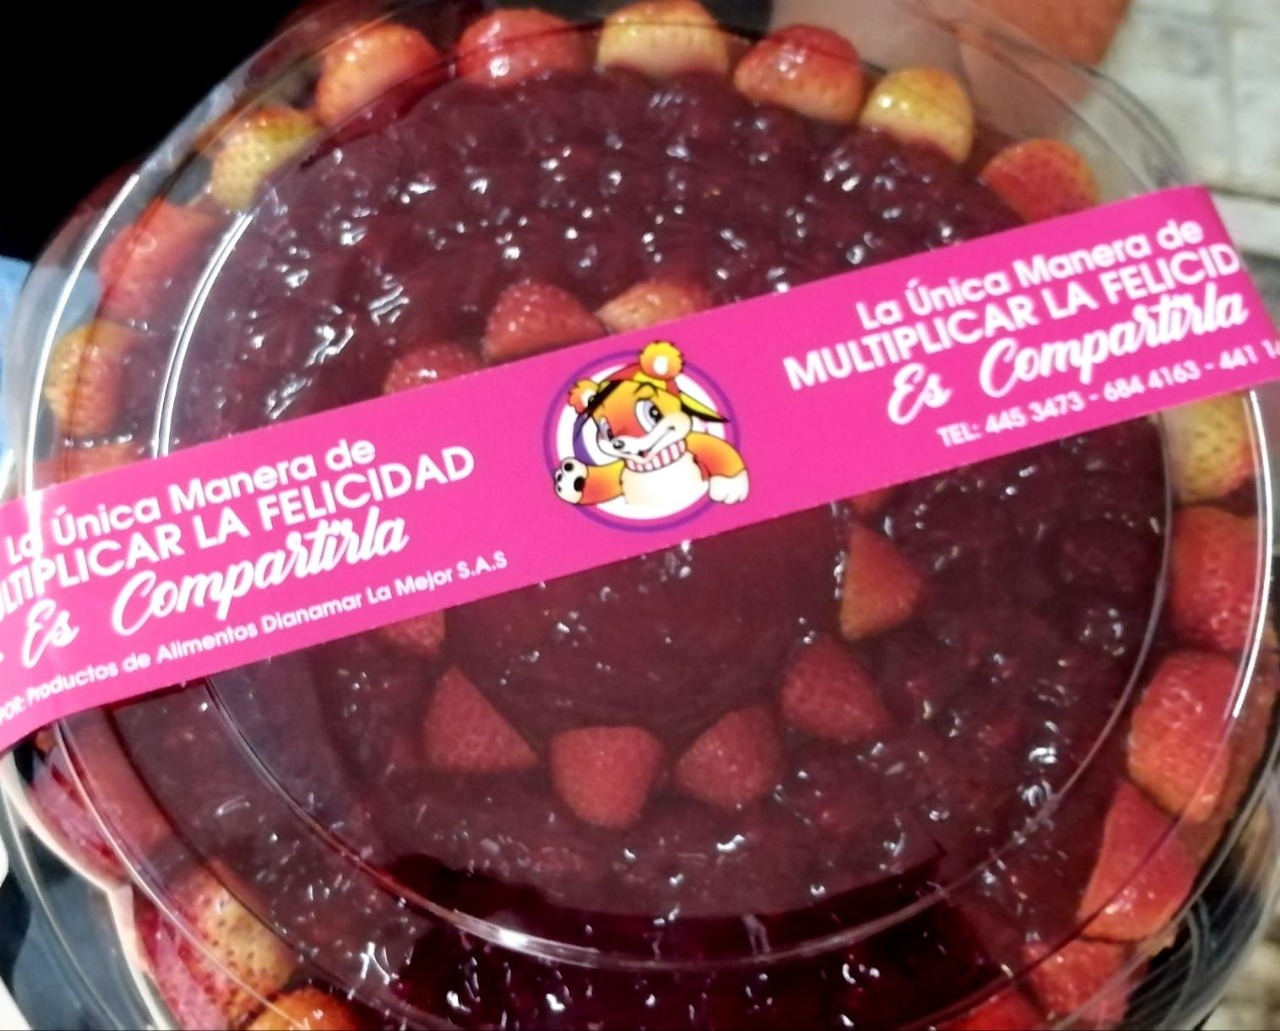 La Única Manera de
MULTIPLICAR LA FELICIDAD
Es Compartirla
POR: Productos de Alimentos Dianamar La Mejor S.A.S
La Única Manera de
MULTIPLICAR LA FELICID
Es Compartirla
TEL: 445 3473 - 684 4163 - 441